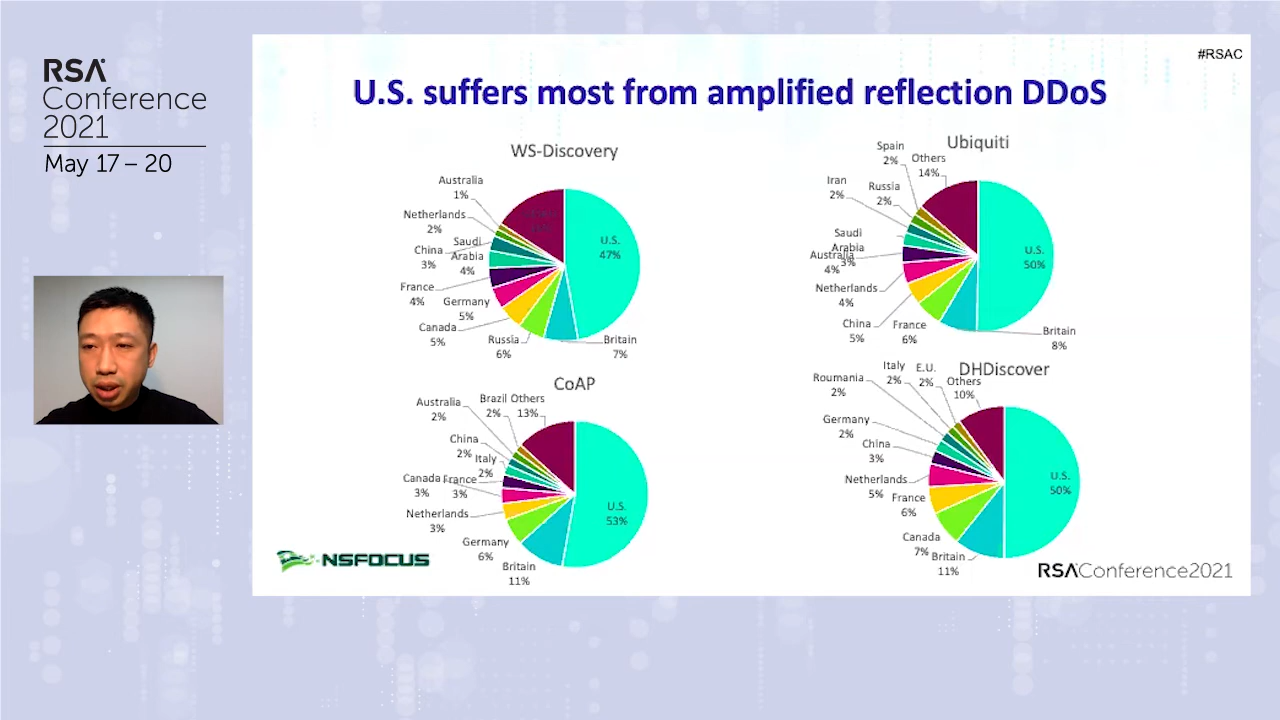 #RSAC
RSA
Conference
2021
May 17 – 20
U.S. suffers most from amplified reflection DDoS
WS-Discovery
Australia
1%
Netherlands
2%
China
3%
Saudi
Arabia
4%
France
4%
Germany
5%
Canada
5%
Russia
6%
Britain
7%
U.S.
47%
Ubiquiti
Spain
2%
Others
14%
Iran
2%
Russia
2%
Saudi
Arabia
3%
Australia
4%
Netherlands
4%
China
5%
France
6%
Britain
8%
U.S.
50%
CoAP
Brazil
2%
Others
13%
Australia
2%
China
2%
Italy
2%
Canada
3%
France
3%
Netherlands
3%
Germany
6%
Britain
11%
U.S.
53%
DHDiscover
Italy
2%
E.U.
2%
Others
10%
Roumania
2%
Germany
2%
China
3%
Netherlands
5%
France
6%
Canada
7%
Britain
11%
U.S.
50%
NSFOCUS
RSAConference2021